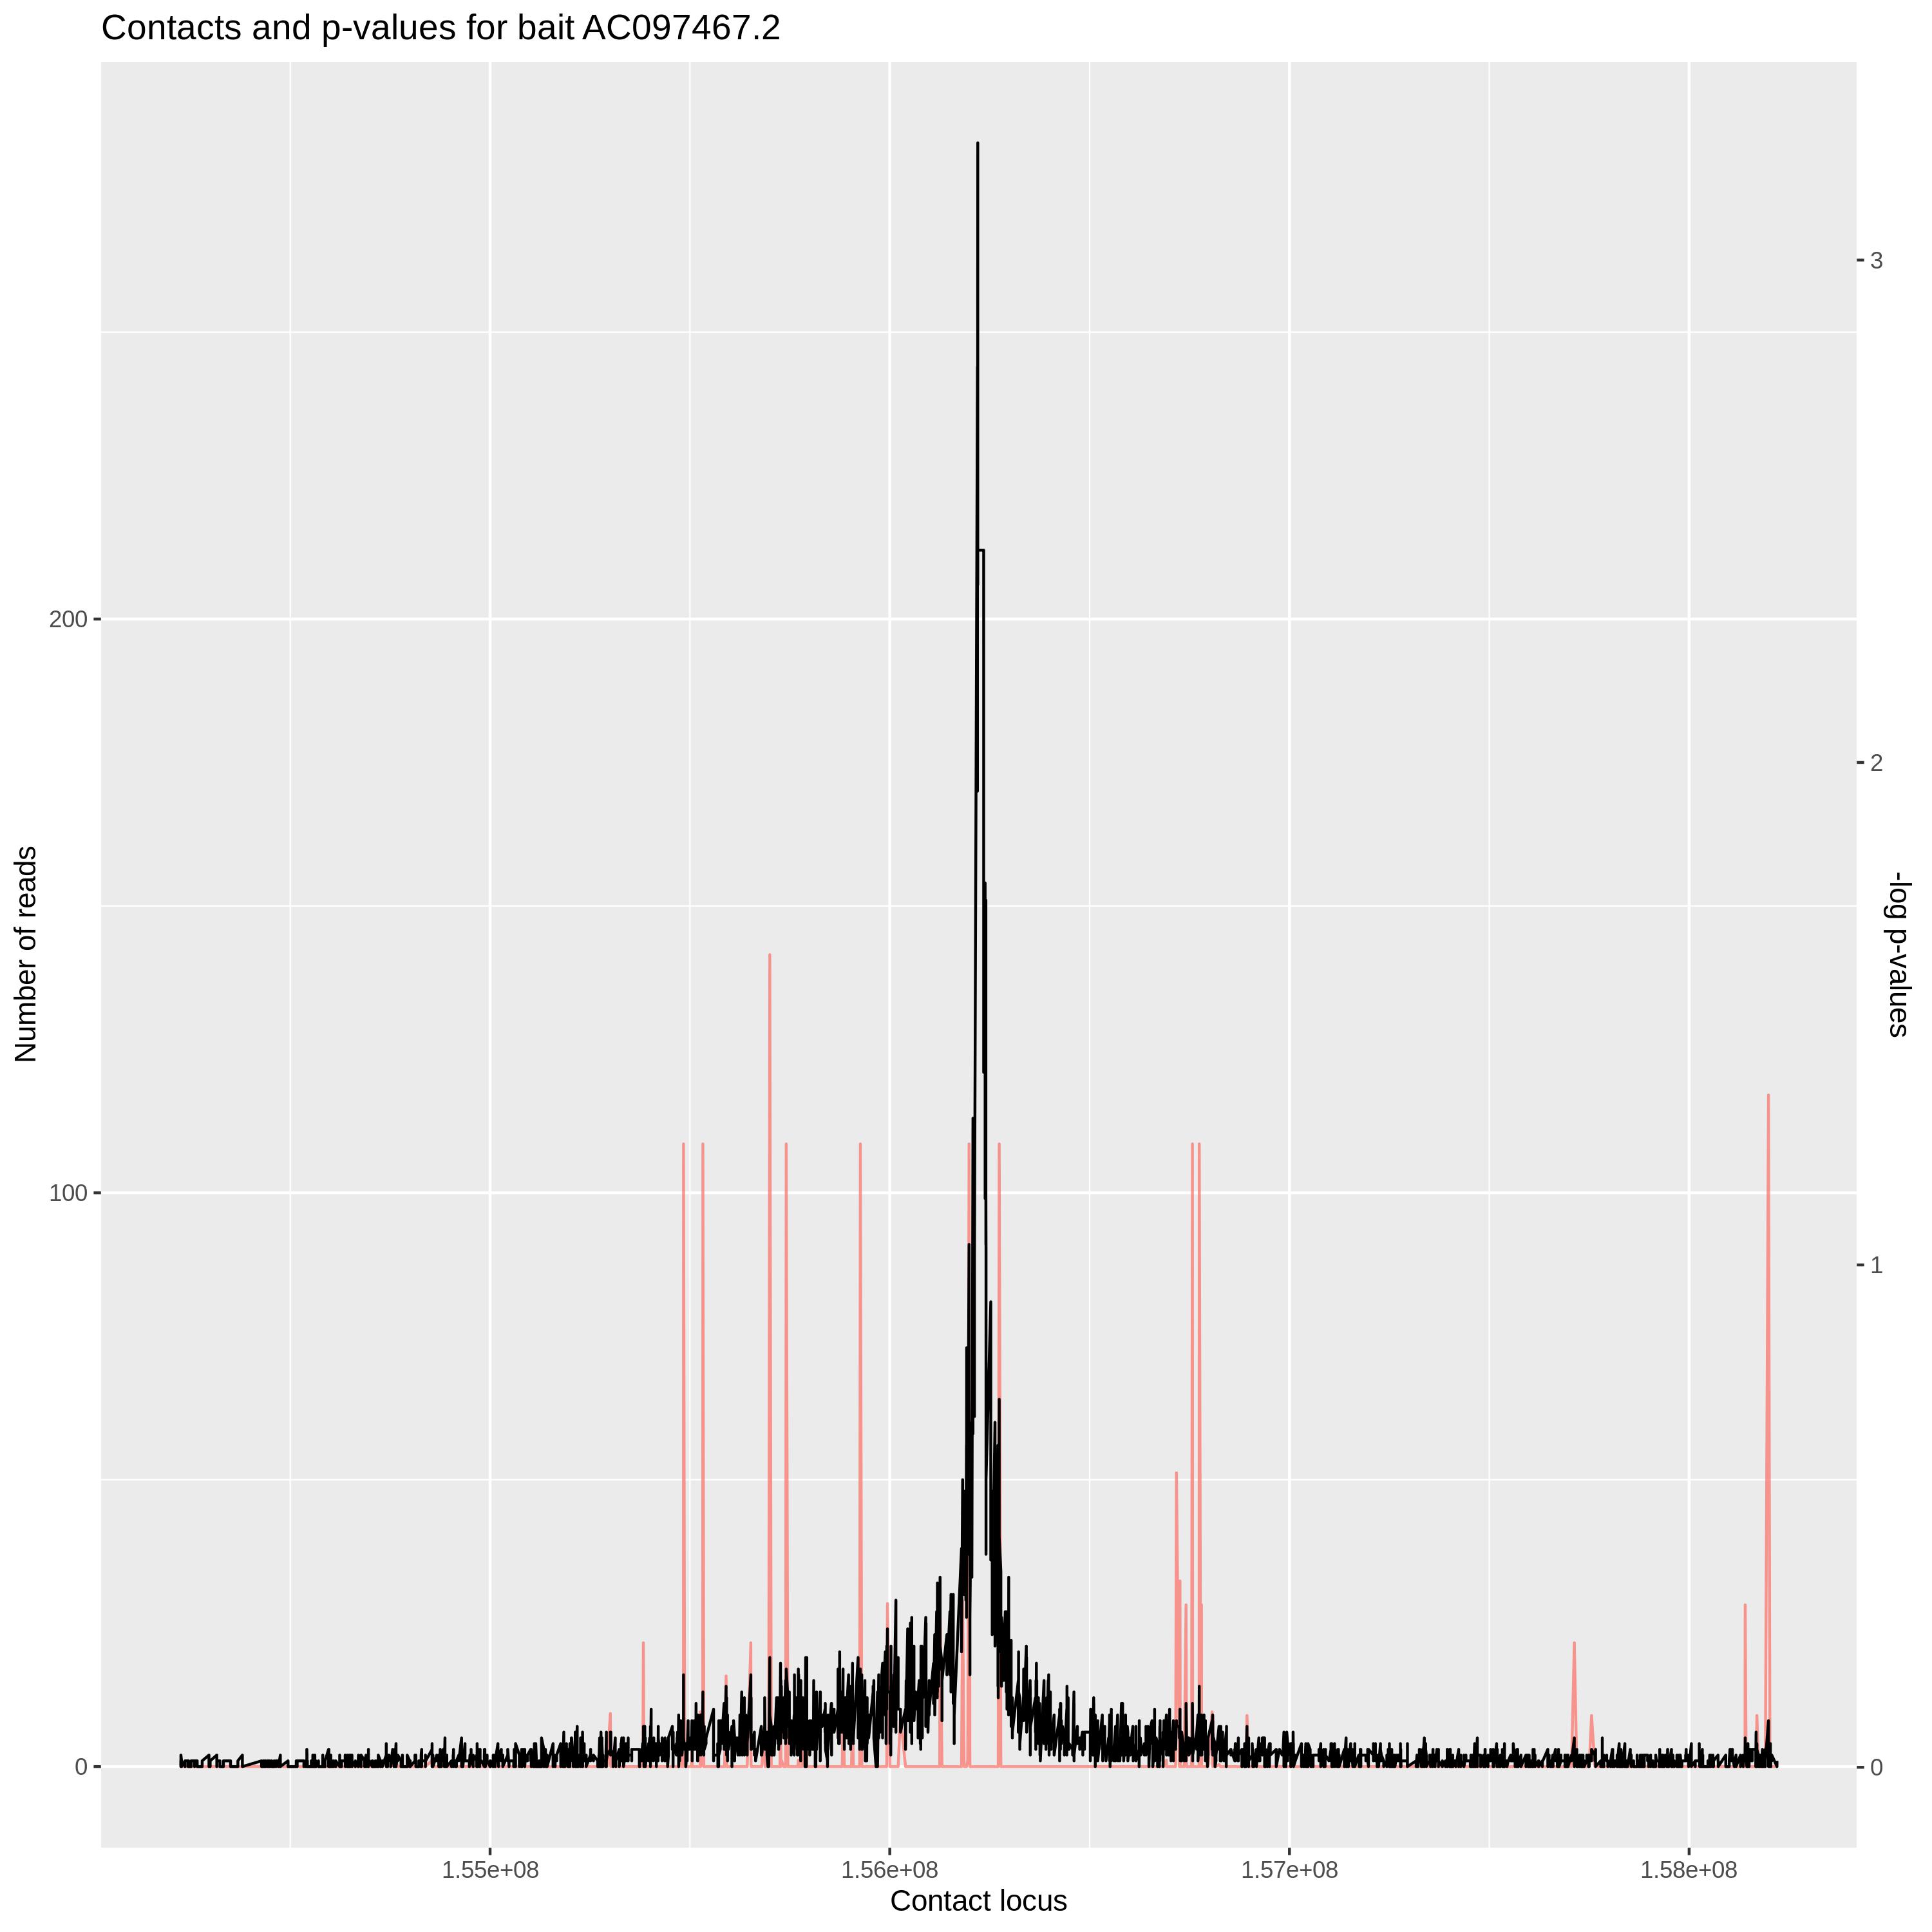 Contacts and p-values for bait AC097467.2
3
200
2
Number of reads
-log p-values
100
1
0
0
1.55e+08 1.56e+08 1.57e+08 1.58e+08
Contact locus